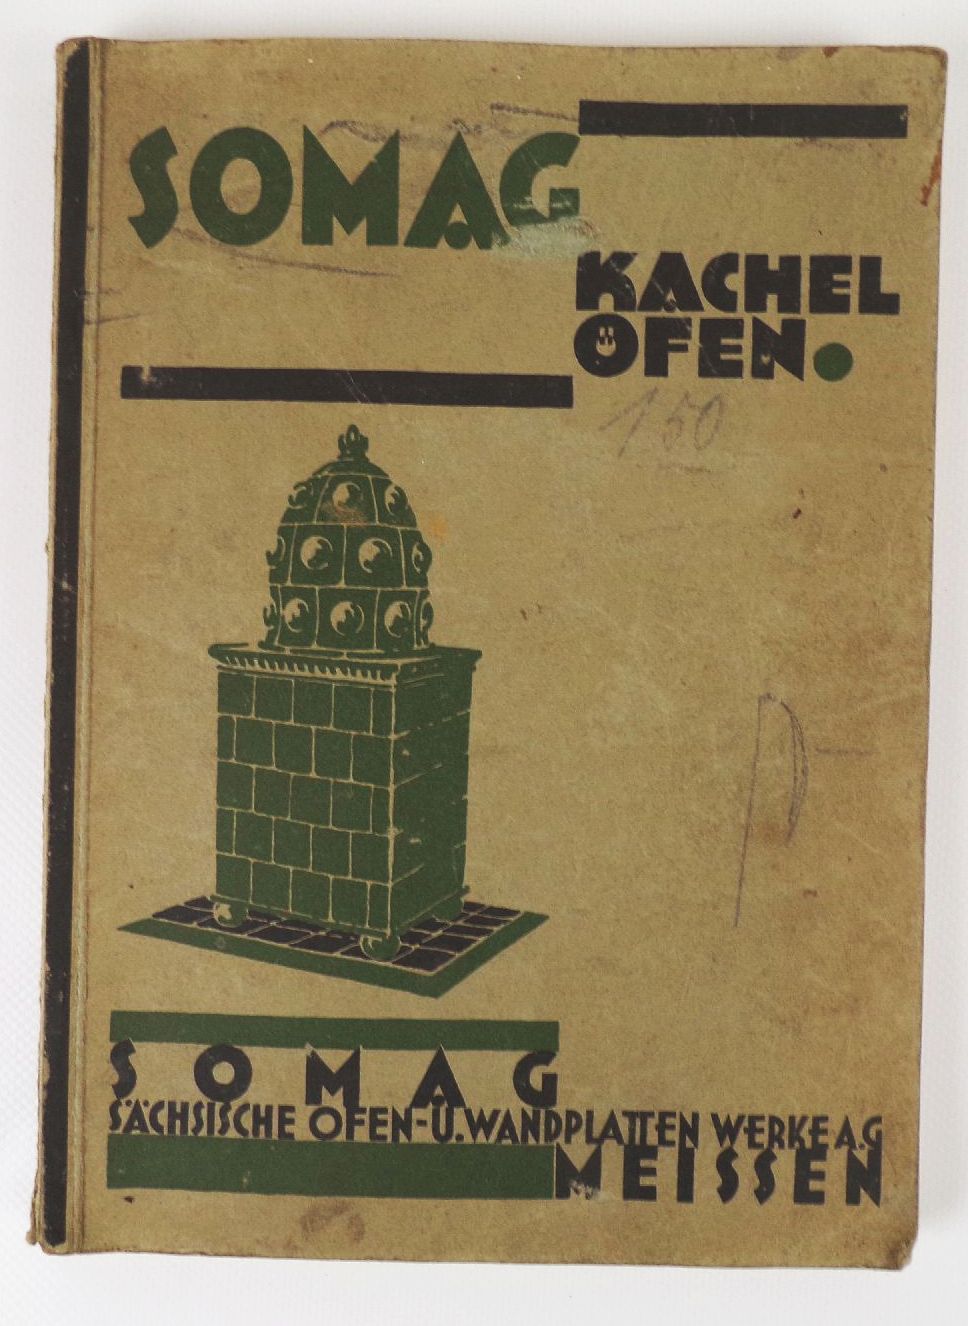 SOMAG
KACHEL
ÖFEN.
150
SOMAG
SÄCHSISCHE OFEN-U.WANDPLATTEN WERKE A.G
MEISSEN